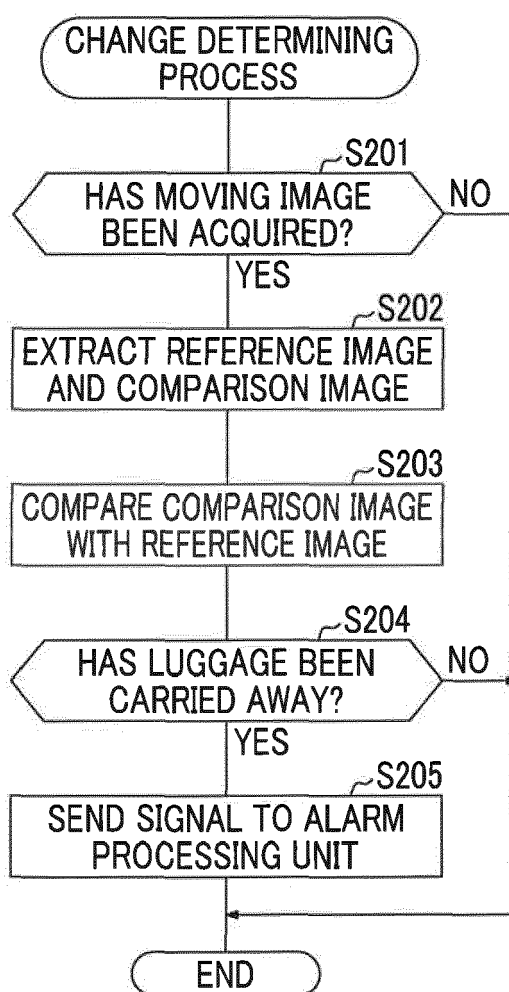 CHANGE DETERMINING
PROCESS
S201
HAS MOVING IMAGE
BEEN ACQUIRED?
NO
YES
S202
EXTRACT REFERENCE IMAGE
AND COMPARISON IMAGE
S203
COMPARE COMPARISON IMAGE
WITH REFERENCE IMAGE
S204
HAS LUGGAGE BEEN
CARRIED AWAY?
NO
YES
S205
SEND SIGNAL TO ALARM
PROCESSING UNIT
END